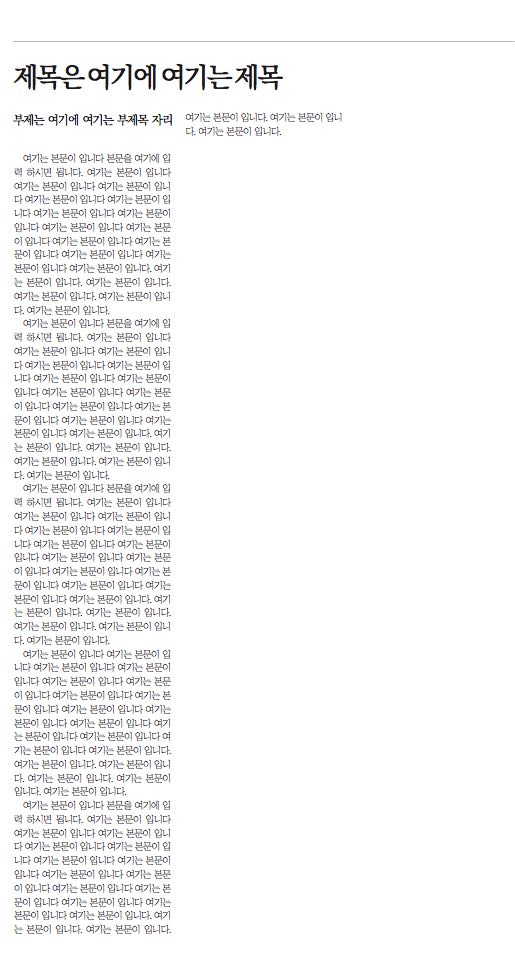 제목은 여기에 여기는 제목
부제는 여기에 여기는 부제목 자리
여기는 본문이 입니다 본문을 여기에 입
력 하시면 됩니다. 여기는 본문이 입니다
여기는 본문이 입니다 여기는 본문이 입니
다 여기는 본문이 입니다 여기는 본문이 입
니다 여기는 본문이 입니다 여기는 본문이
입니다 여기는 본문이 입니다 여기는 본문
이 입니다 여기는 본문이 입니다 여기는 본
문이 입니다 여기는 본문이 입니다 여기는
본문이 입니다 여기는 본문이 입니다. 여기
는 본문이 입니다. 여기는 본문이 입니다.
여기는 본문이 입니다. 여기는 본문이 입니
다. 여기는 본문이 입니다.
여기는 본문이 입니다 본문을 여기에 입
력 하시면 됩니다. 여기는 본문이 입니다
여기는 본문이 입니다 여기는 본문이 입니
다 여기는 본문이 입니다 여기는 본문이 입
니다 여기는 본문이 입니다 여기는 본문이
입니다 여기는 본문이 입니다 여기는 본문
이 입니다 여기는 본문이 입니다 여기는 본
문이 입니다 여기는 본문이 입니다 여기는
본문이 입니다 여기는 본문이 입니다. 여기
는 본문이 입니다. 여기는 본문이 입니다.
여기는 본문이 입니다. 여기는 본문이 입니
다. 여기는 본문이 입니다.
여기는 본문이 입니다 본문을 여기에 입
력 하시면 됩니다. 여기는 본문이 입니다
여기는 본문이 입니다 여기는 본문이 입니
다 여기는 본문이 입니다 여기는 본문이 입
니다 여기는 본문이 입니다 여기는 본문이
입니다 여기는 본문이 입니다 여기는 본문
이 입니다 여기는 본문이 입니다 여기는 본
문이 입니다 여기는 본문이 입니다 여기는
본문이 입니다 여기는 본문이 입니다. 여기
는 본문이 입니다. 여기는 본문이 입니다.
여기는 본문이 입니다. 여기는 본문이 입니
다. 여기는 본문이 입니다.
여기는 본문이 입니다 여기는 본문이 입
니다 여기는 본문이 입니다 여기는 본문이
입니다 여기는 본문이 입니다 여기는 본문
이 입니다 여기는 본문이 입니다 여기는 본
문이 입니다 여기는 본문이 입니다 여기는
본문이 입니다 여기는 본문이 입니다 여기
는 본문이 입니다 여기는 본문이 입니다 여
기는 본문이 입니다 여기는 본문이 입니다.
여기는 본문이 입니다. 여기는 본문이 입니
다. 여기는 본문이 입니다. 여기는 본문이
입니다. 여기는 본문이 입니다.
여기는 본문이 입니다 본문을 여기에 입
력 하시면 됩니다. 여기는 본문이 입니다
여기는 본문이 입니다 여기는 본문이 입니
다 여기는 본문이 입니다 여기는 본문이 입
니다 여기는 본문이 입니다 여기는 본문이
입니다 여기는 본문이 입니다 여기는 본문
이 입니다 여기는 본문이 입니다 여기는 본
문이 입니다 여기는 본문이 입니다 여기는
본문이 입니다 여기는 본문이 입니다. 여기
는 본문이 입니다. 여기는 본문이 입니다.
여기는 본문이 입니다. 여기는 본문이 입니
다. 여기는 본문이 입니다.